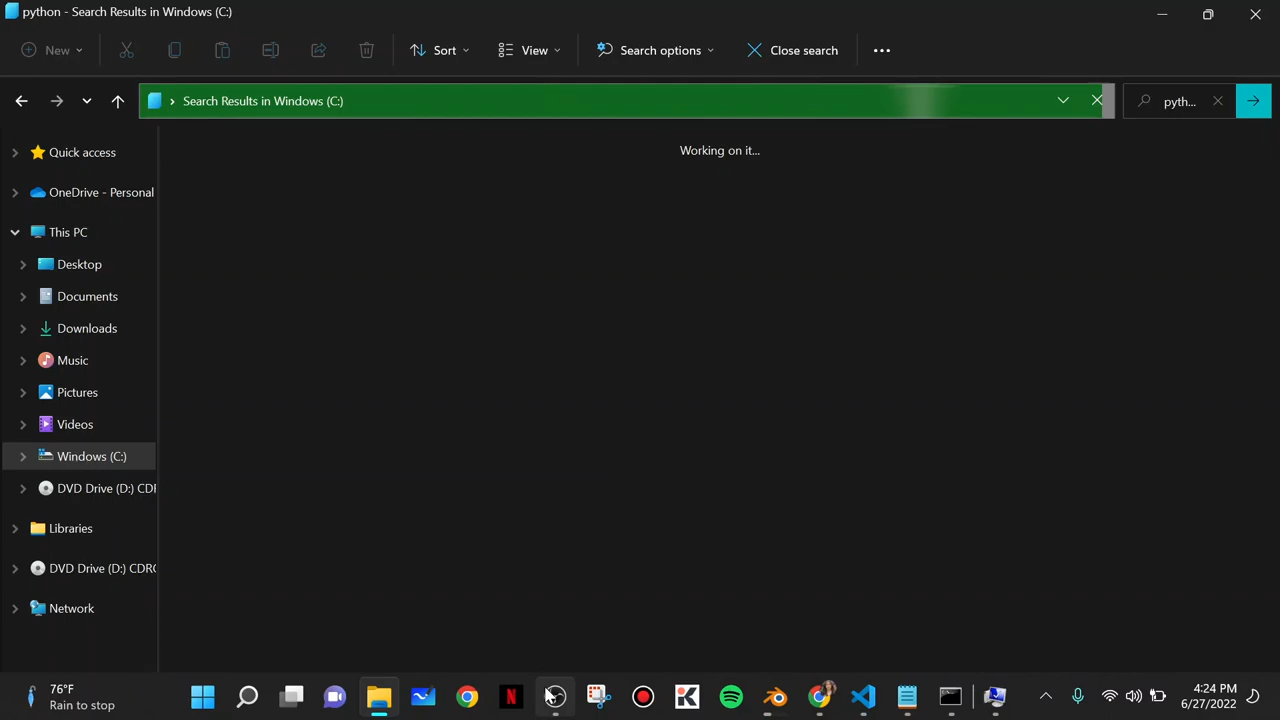 python - Search Results in Windows (C:)
New
Sort
View
Search options
Close search
Search Results in Windows (C:)
pyth...
Working on it...
Quick access
OneDrive - Personal
This PC
Desktop
Documents
Downloads
Music
Pictures
Videos
Windows (C:)
DVD Drive (D:) CDR
Libraries
DVD Drive (D:) CDRO
Network
76°F
Rain to stop
N
K
4:24 PM
6/27/2022